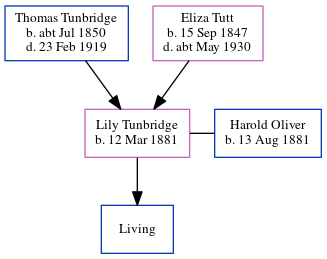 Thomas Tunbridge
b. abt Jul 1850
d. 23 Feb 1919
Eliza Tutt
b. 15 Sep 1847
d. abt May 1930
Lily Tunbridge
b. 12 Mar 1881
Harold Oliver
b. 13 Aug 1881
Living